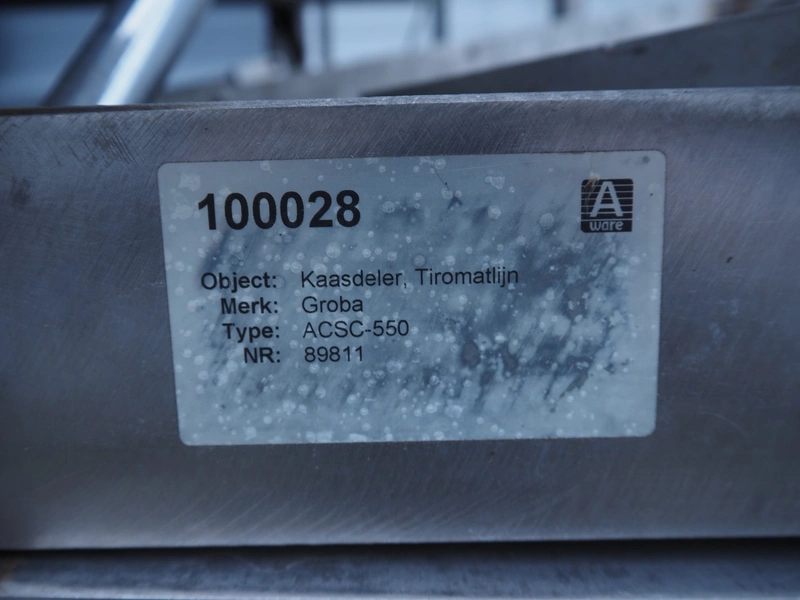 100028
A
ware
Object: Kaasdeler, Tiromatlijn
Merk: Groba
Type: ACSC-550
NR: 89811